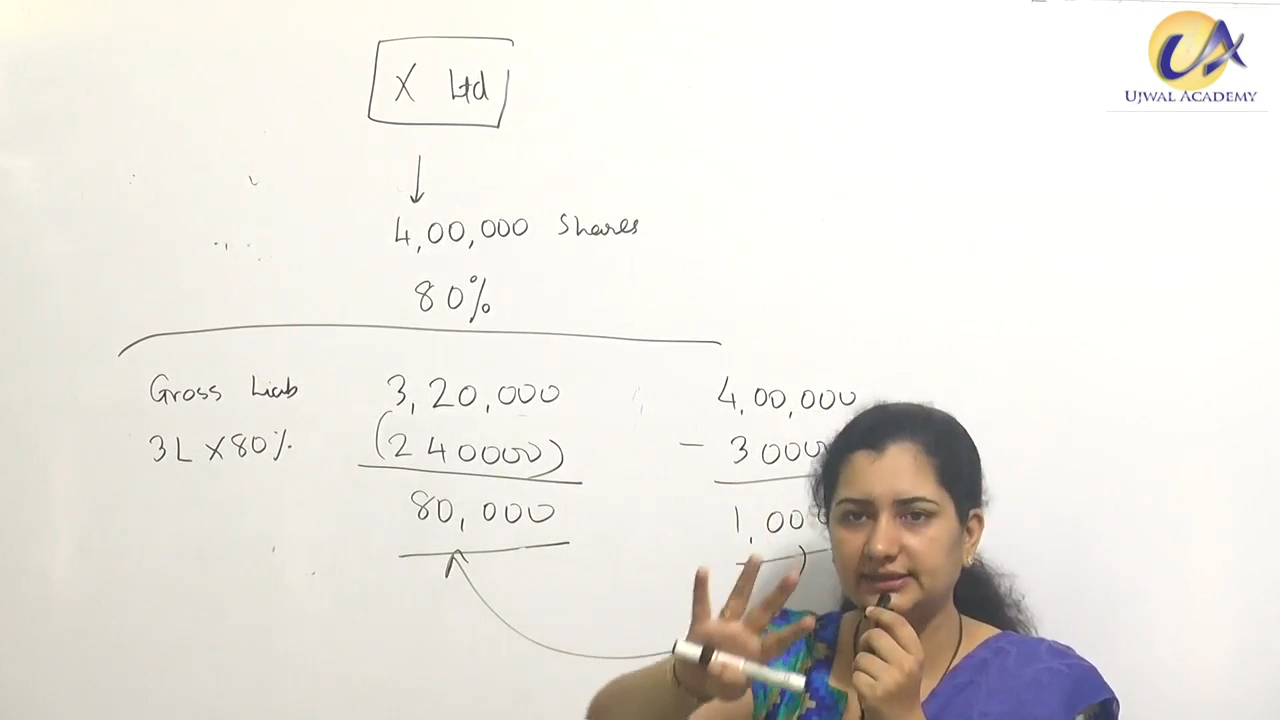 UA
UJWAL ACADEMY
X Ltd
4,00,000 Shares
80%
Gross Liab 3,20,000 4,00,000
3L X 80% (240000) - 3000
80,000 1,00